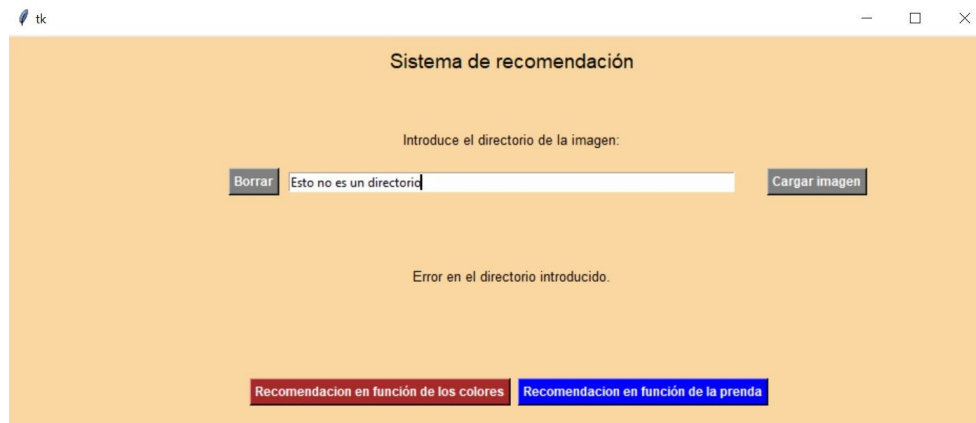 tk
Sistema de recomendación
Introduce el directorio de la imagen:
Borrar Esto no es un directorio Cargar imagen
Error en el directorio introducido.
Recomendacion en función de los colores Recomendacion en función de la prenda